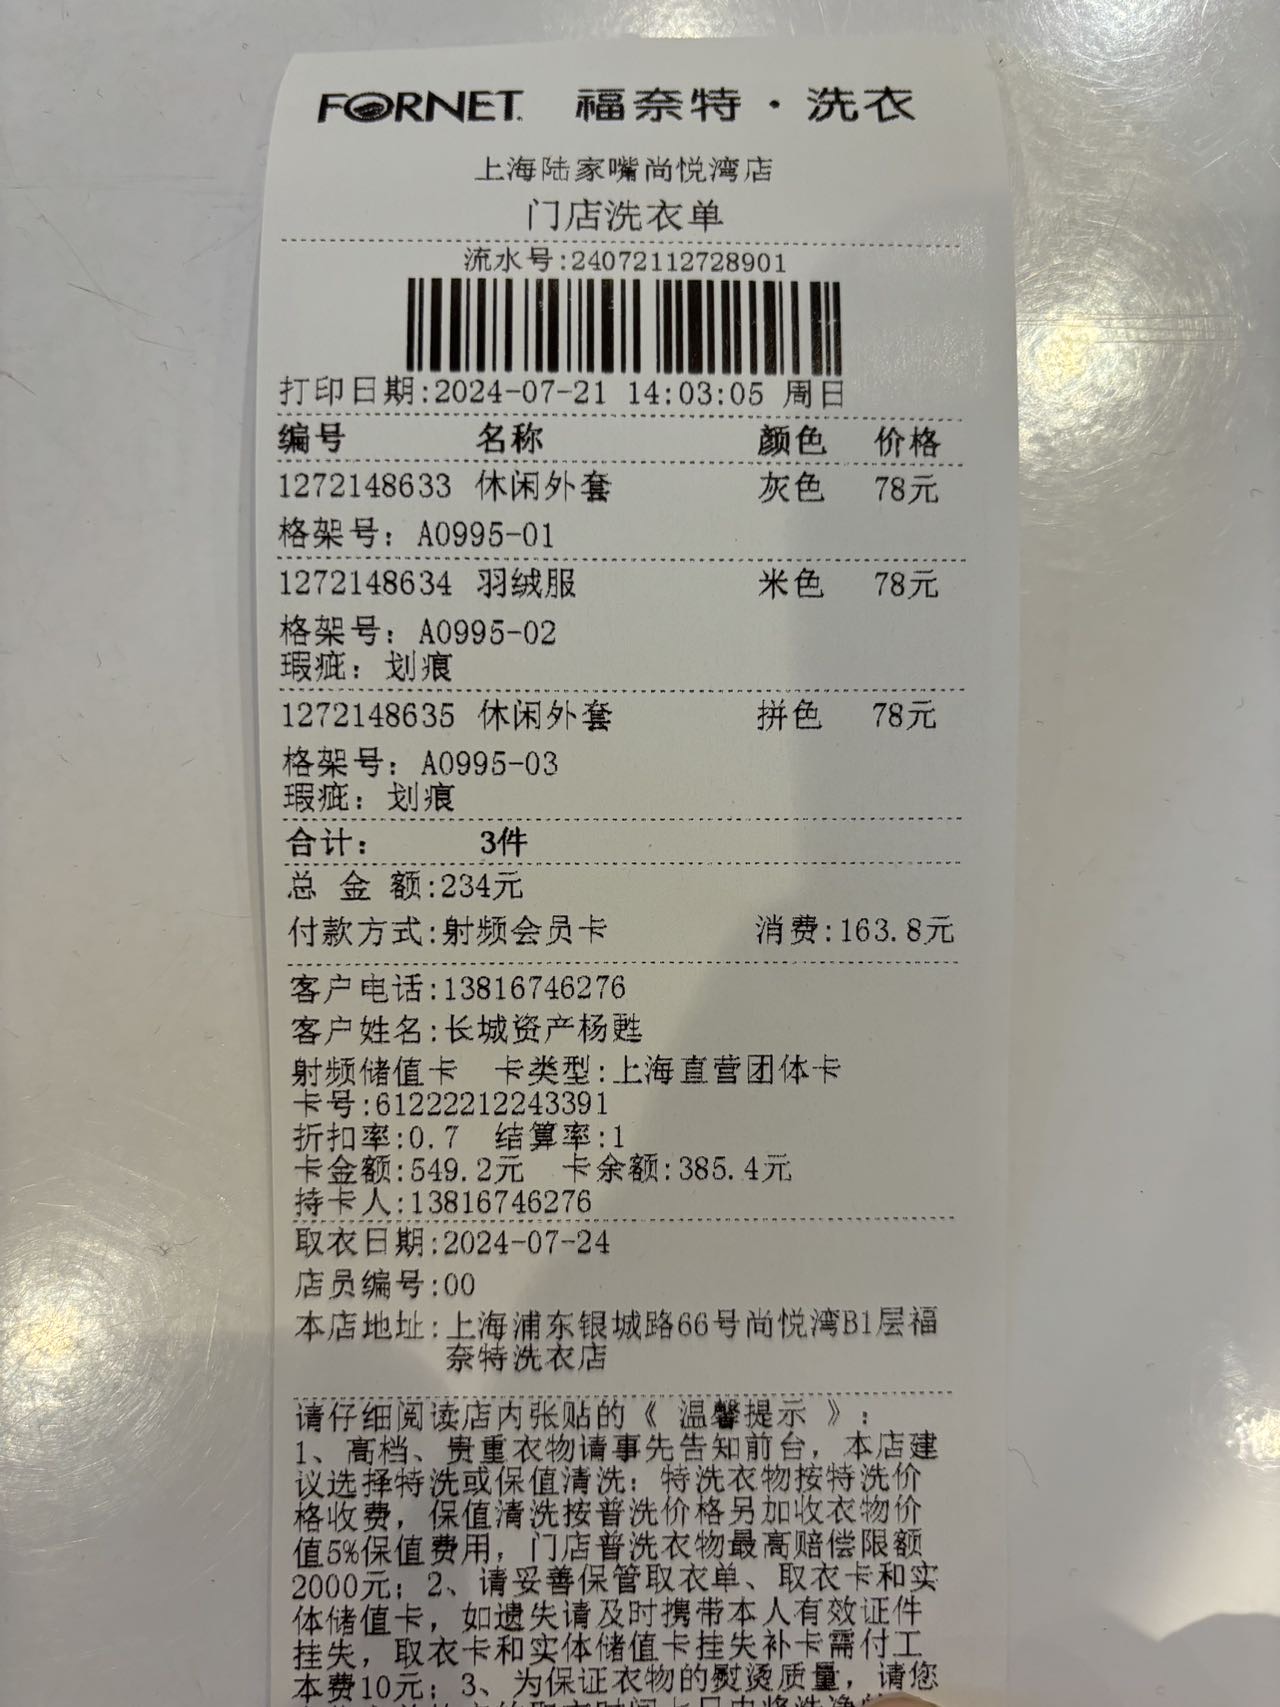 FORNET 福奈特·洗衣
上海陆家嘴尚悦湾店
门店洗衣单
流水号:24072112728901
打印日期:2024-07-21 14:03:05 周日
编号 名称 颜色 价格
1272148633 休闲外套 灰色 78元
格架号: A0995-01
1272148634 羽绒服 米色 78元
格架号: A0995-02
瑕疵: 划痕
1272148635 休闲外套 拼色 78元
格架号: A0995-03
瑕疵: 划痕
合计: 3件
总 金 额:234元
付款方式:射频会员卡 消费:163.8元
客户电话:13816746276
客户姓名:长城资产杨甦
射频储值卡 卡类型:上海直营团体卡
卡号:61222212243391
折扣率:0.7 结算率:1
卡金额:549.2元 卡余额:385.4元
持卡人:13816746276
取衣日期:2024-07-24
店员编号:00
本店地址:上海浦东银城路66号尚悦湾B1层福
奈特洗衣店
请仔细阅读店内张贴的《 温馨提示 》:
1、高档、贵重衣物请事先告知前台，本店建
议选择特洗或保值清洗: 特洗衣物按特洗价
格收费，保值清洗按普洗价格另加收衣物价
值5%保值费用，门店普洗衣物最高赔偿限额
2000元; 2、请妥善保管取衣单、取衣卡和实
体储值卡，如遗失请及时携带本人有效证件
挂失，取衣卡和实体储值卡挂失补卡需付工
本费10元; 3、为保证衣物的熨烫质量，请您